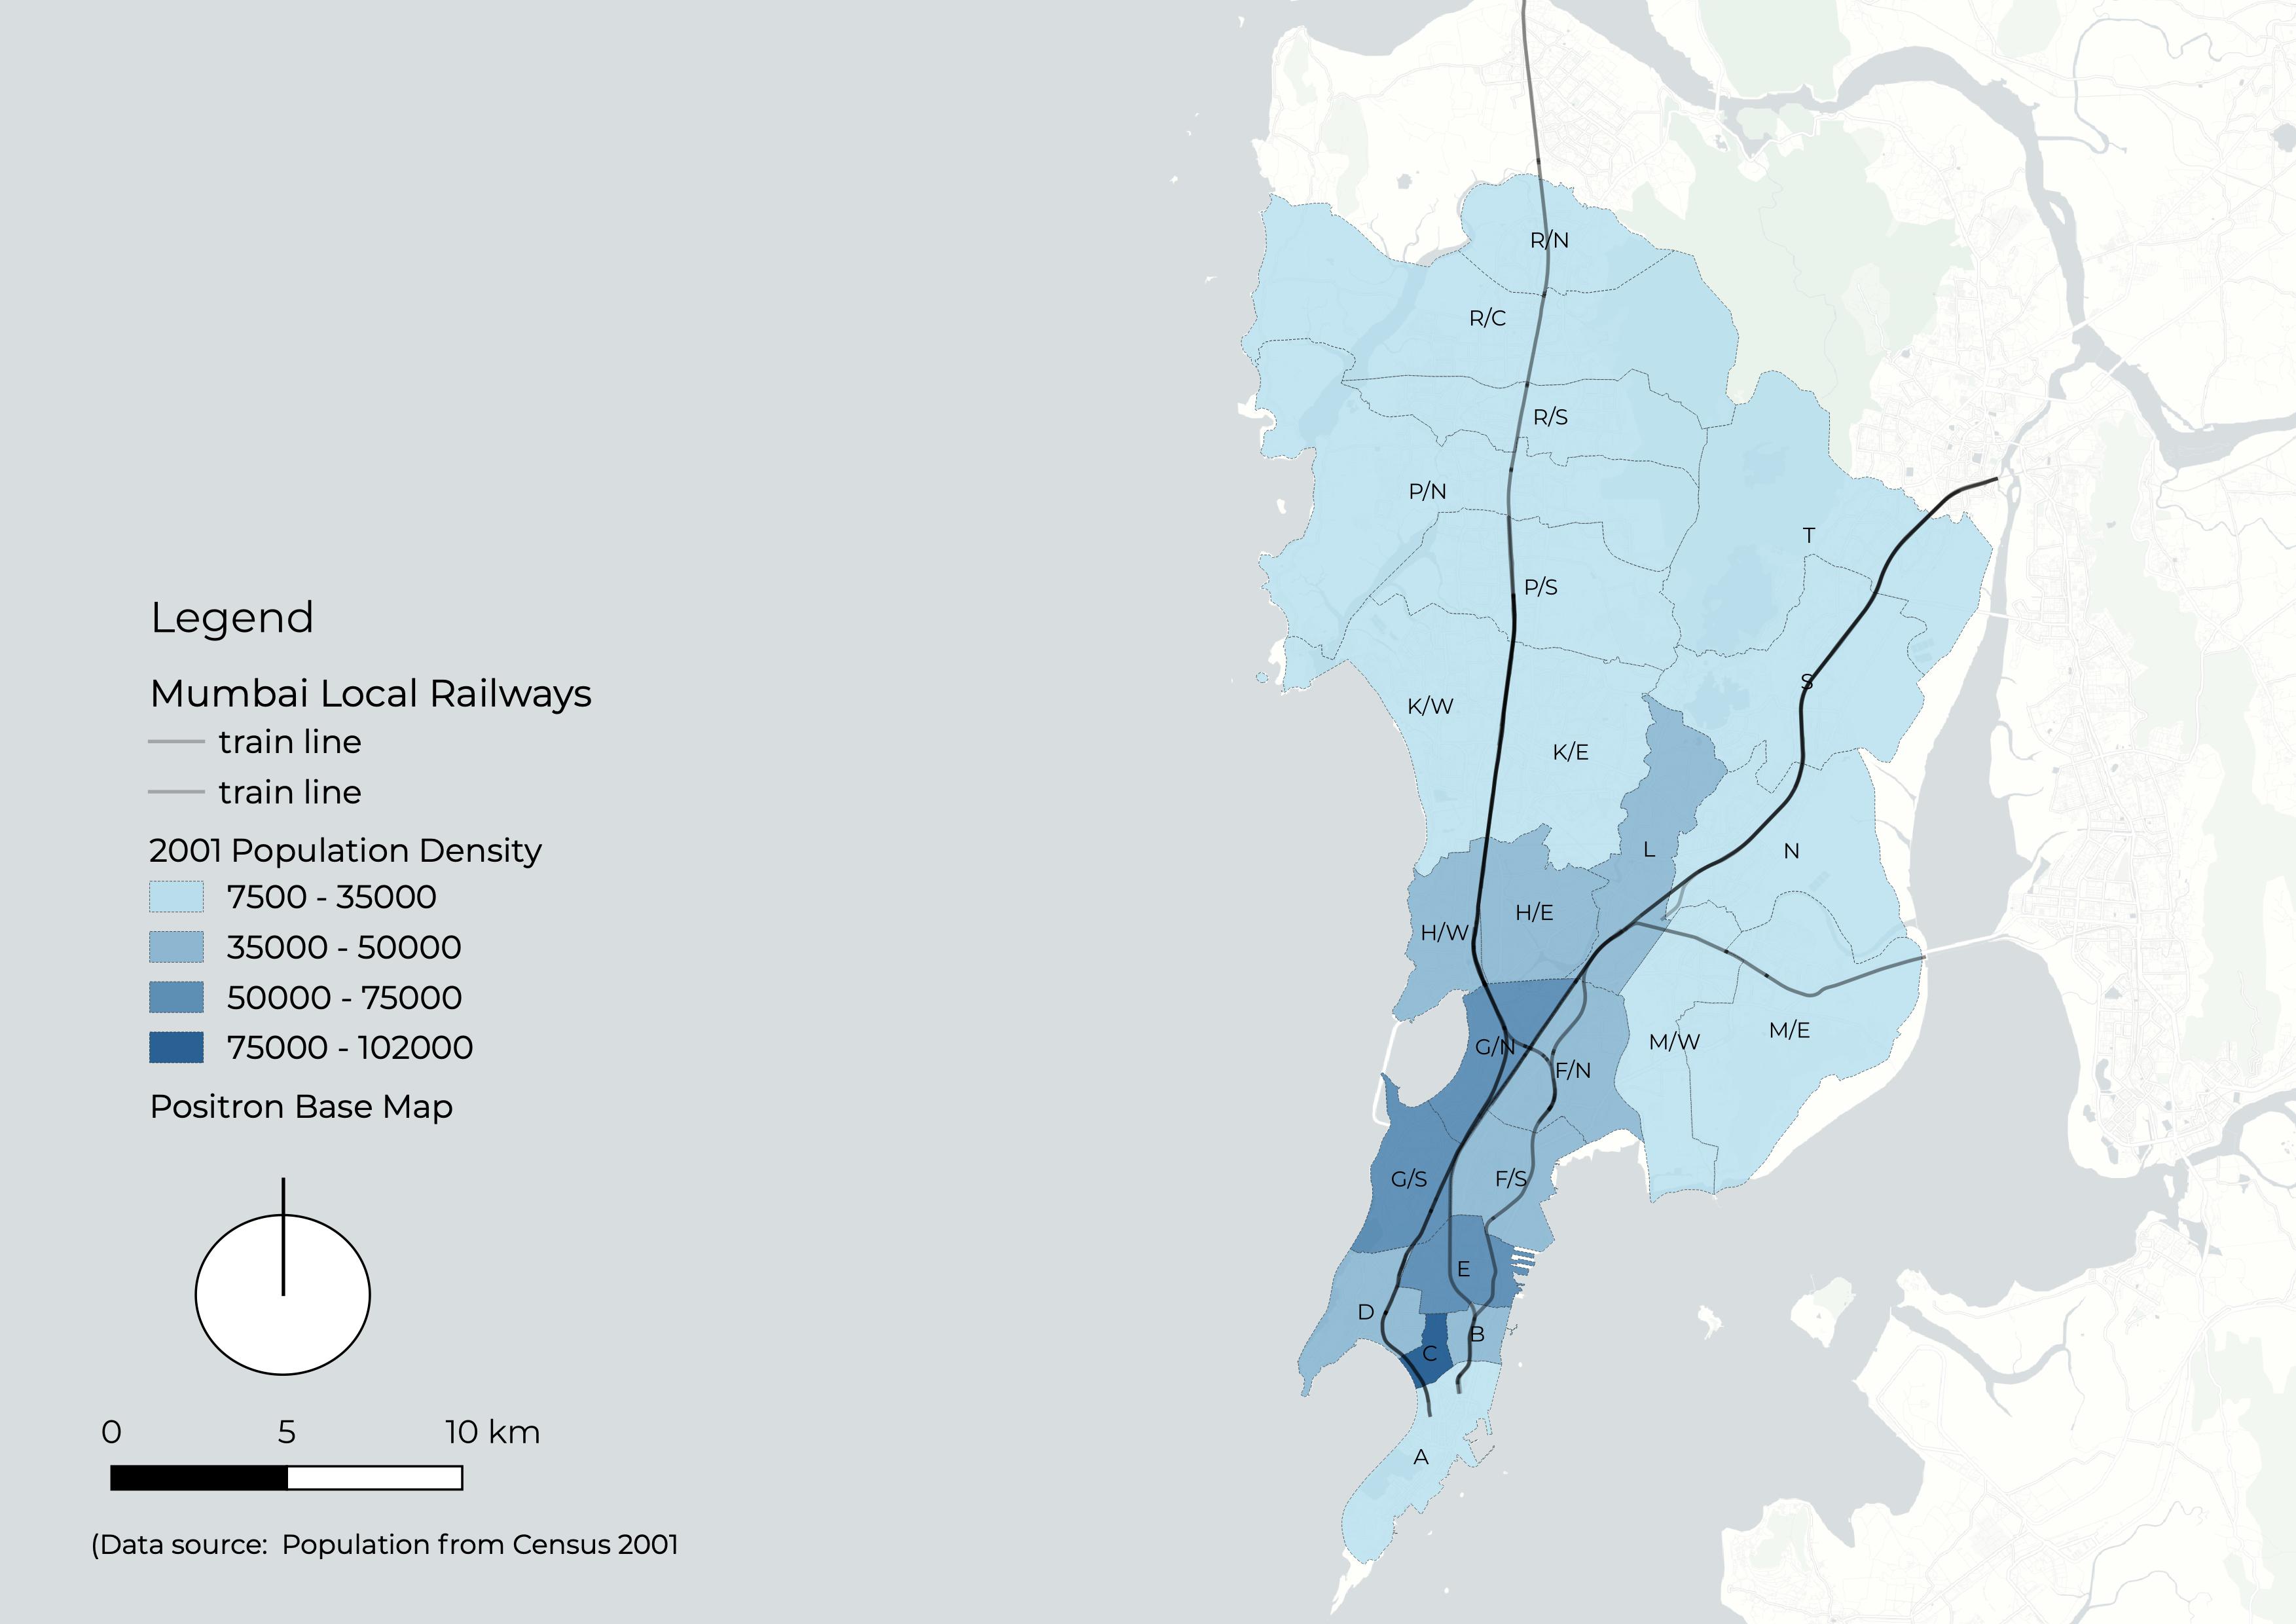 R/N
R/C
R/S
P/N
T
P/S
S
K/W
K/E
L
N
H/E
H/W
M/W
M/E
G/N
F/N
G/S
F/S
E
D
B
C
A
Legend
Mumbai Local Railways
train line
train line
2001 Population Density
7500 - 35000
35000 - 50000
50000 - 75000
75000 - 102000
Positron Base Map
0 5 10 km
(Data source: Population from Census 2001